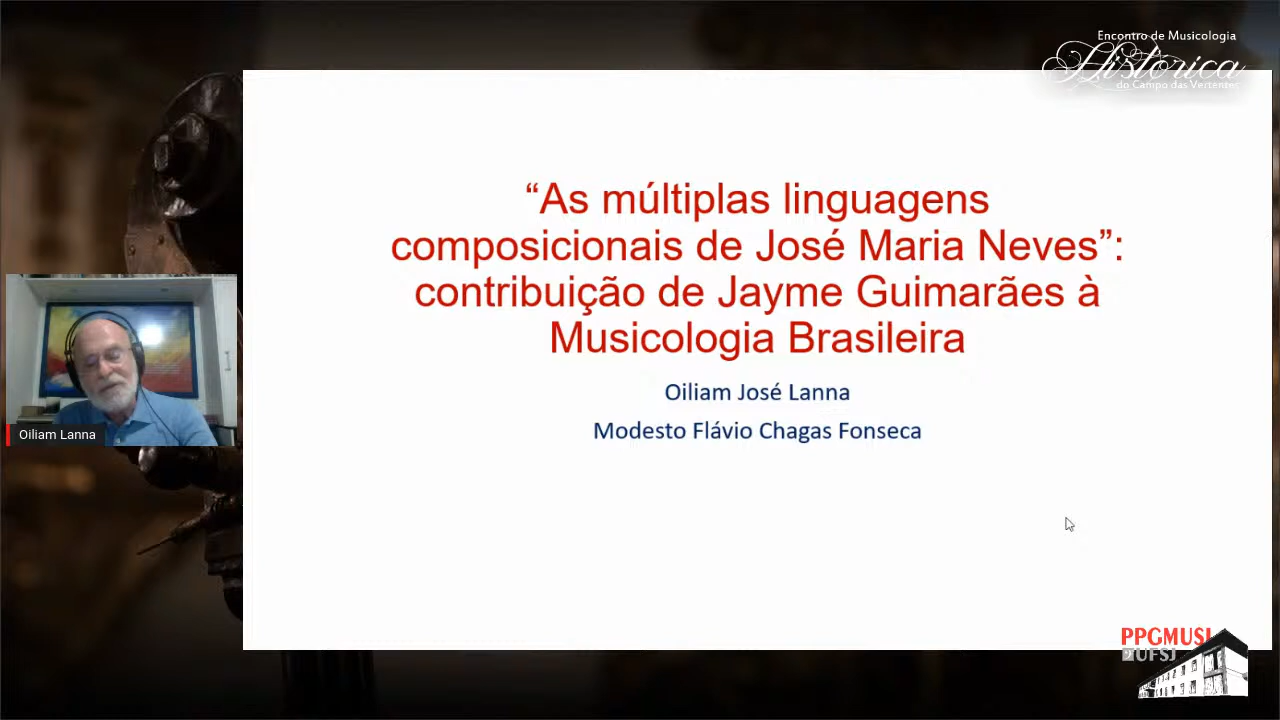 Encontro de Musicologia
Histórica
do Campo das Vertentes
“As múltiplas linguagens
composicionais de José Maria Neves”:
contribuição de Jayme Guimarães à
Musicologia Brasileira
Oiliam José Lanna
Modesto Flávio Chagas Fonseca
Oiliam Lanna
PPGMUSI
UFSJ